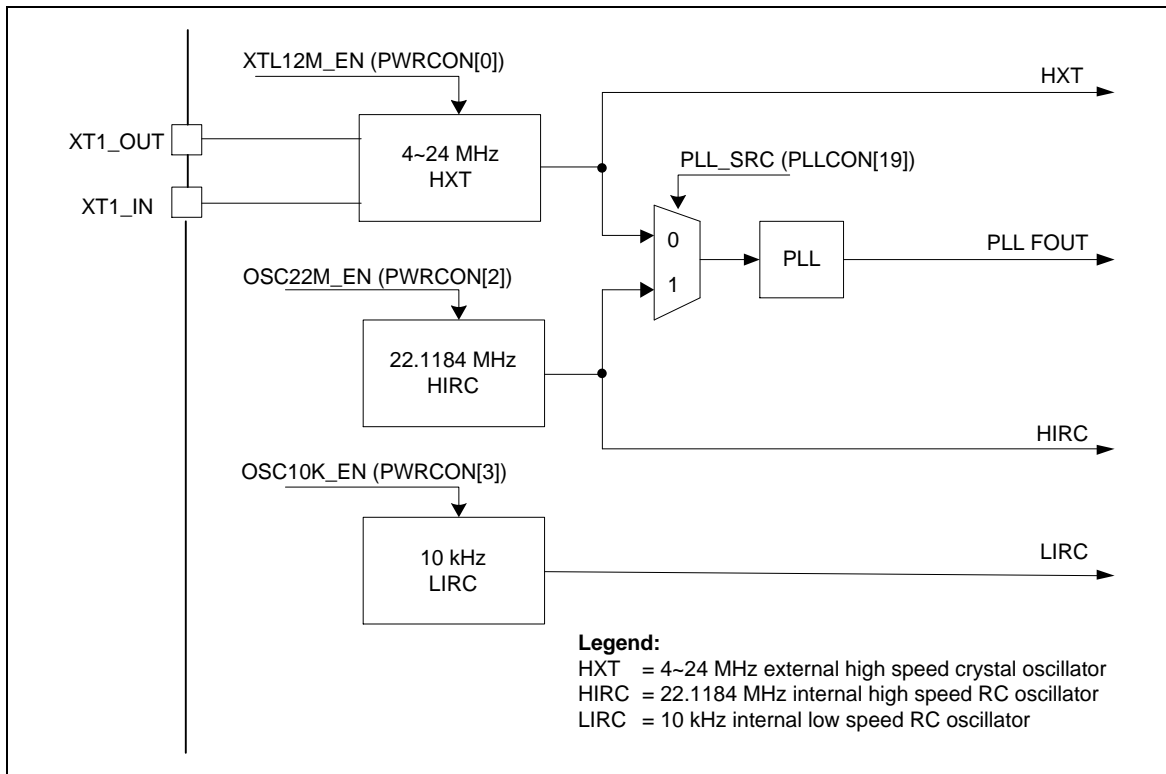 XTL12M_EN (PWRCON[0])
HXT
XT1_OUT
4~24 MHz
HXT
PLL_SRC (PLLCON[19])
XT1_IN
0
PLL
PLL FOUT
OSC22M_EN (PWRCON[2])
1
22.1184 MHz
HIRC
HIRC
OSC10K_EN (PWRCON[3])
10 kHz
LIRC
LIRC
Legend:
HXT = 4~24 MHz external high speed crystal oscillator
HIRC = 22.1184 MHz internal high speed RC oscillator
LIRC = 10 kHz internal low speed RC oscillator